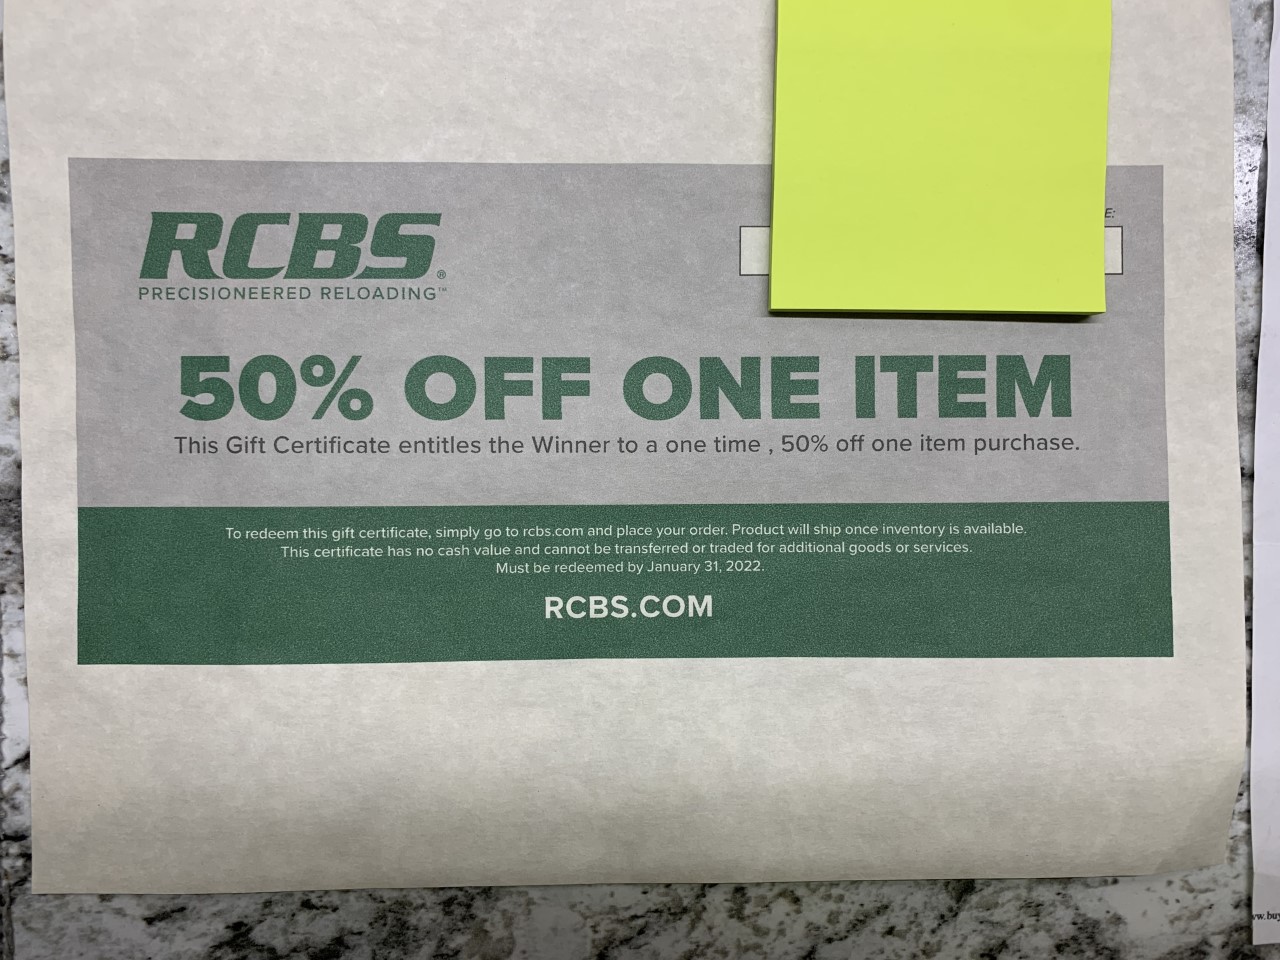 RCBS®
PRECISIONEERED RELOADING™
E:
50% OFF ONE ITEM
This Gift Certificate entitles the Winner to a one time , 50% off one item purchase.
To redeem this gift certificate, simply go to rcbs.com and place your order. Product will ship once inventory is available.
This certificate has no cash value and cannot be transferred or traded for additional goods or services.
Must be redeemed by January 31, 2022.
RCBS.COM
w.buy